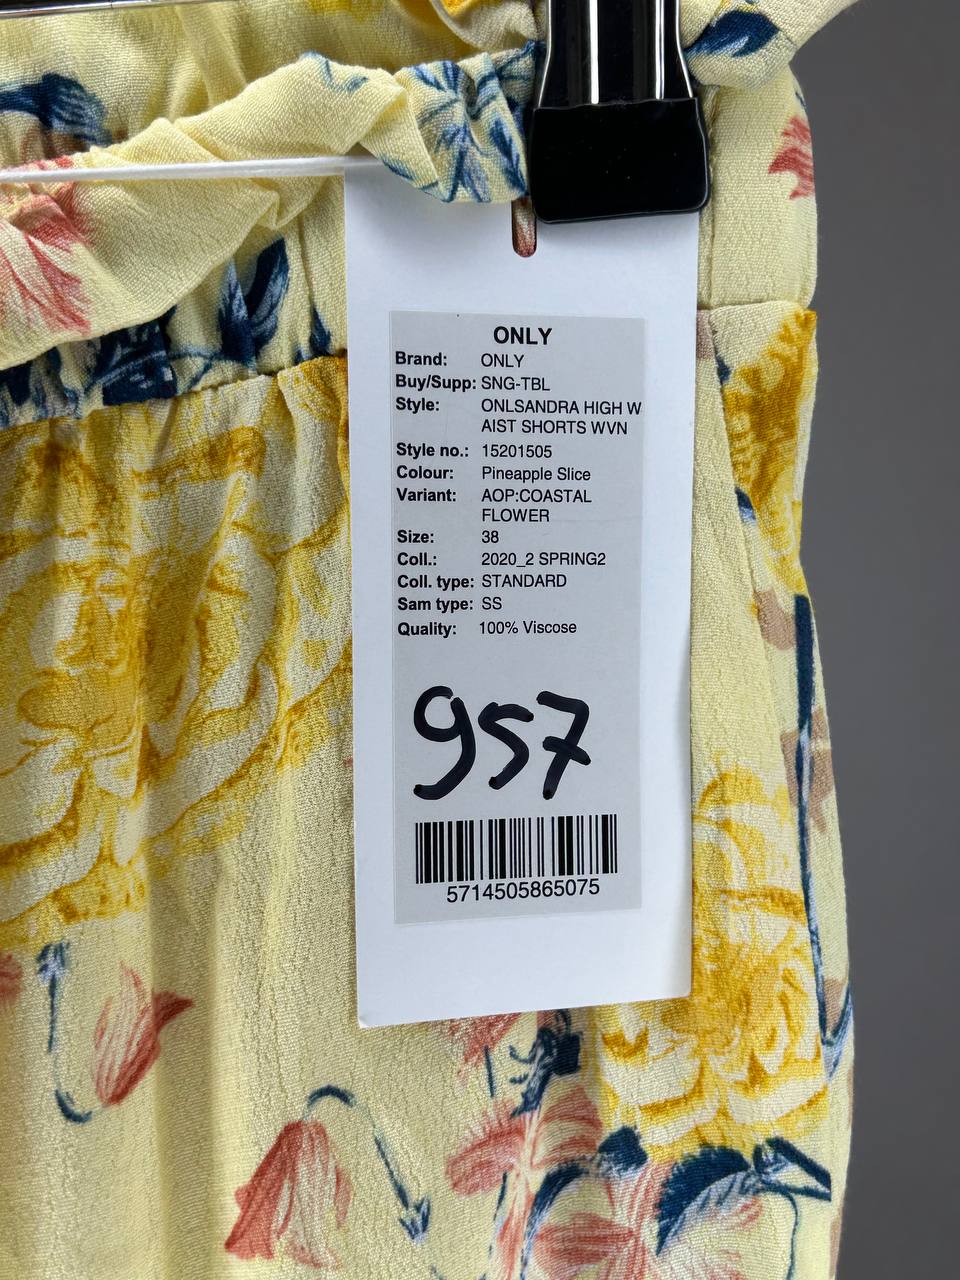 ONLY
Brand: ONLY
Buy/Supp: SNG-TBL
Style: ONLSANDRA HIGH W
AIST SHORTS WVN
Style no.: 15201505
Colour: Pineapple Slice
Variant: AOP:COASTAL
FLOWER
Size: 38
Coll.: 2020_2 SPRING2
Coll. type: STANDARD
Sam type: SS
Quality: 100% Viscose
957
5714505865075